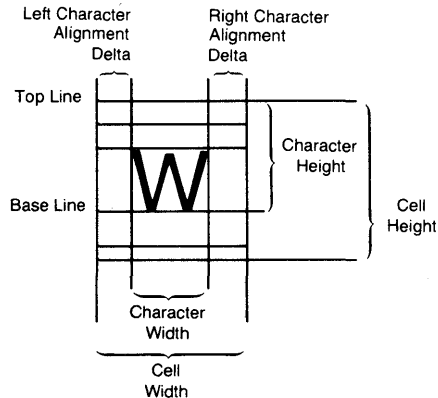 Left Character
Alignment
Delta
Right Character
Alignment
Delta
Top Line
Character
Height
W
Base Line
Cell
Height
Character
Width
Cell
Width